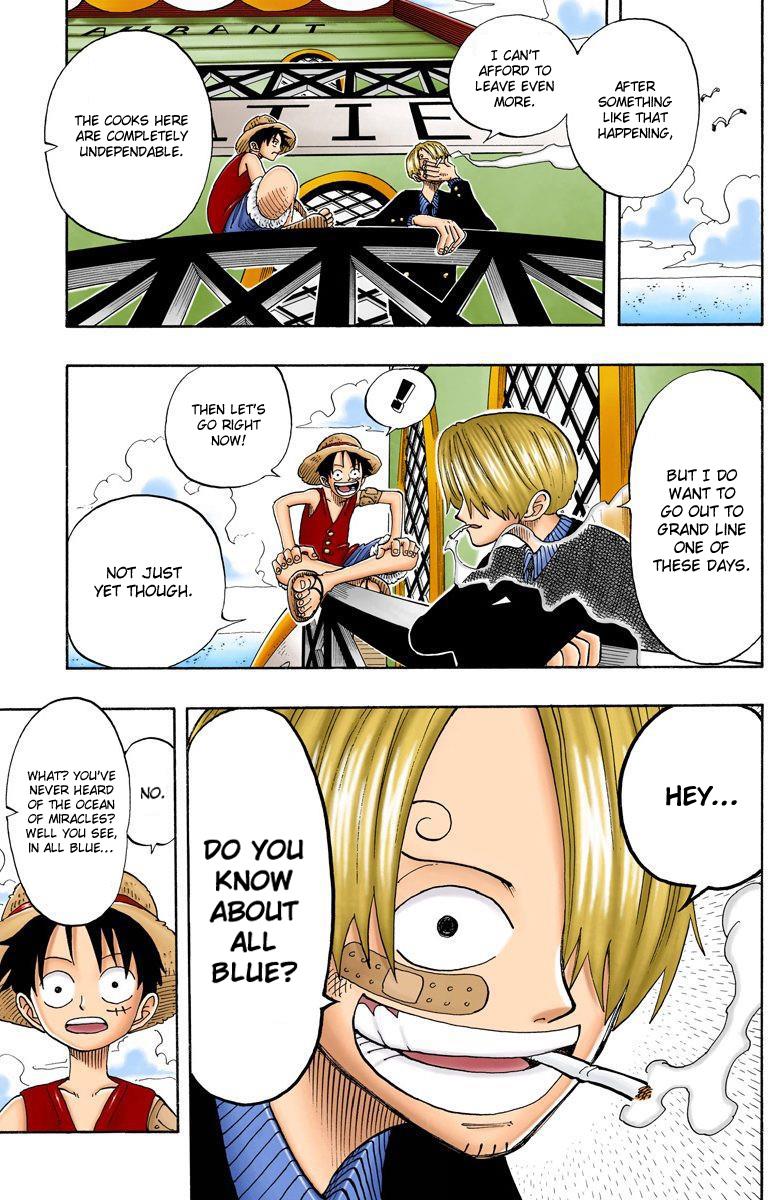 AFTER
SOMETHING
LIKE THAT
HAPPENING,
I CAN'T
AFFORD TO
LEAVE EVEN
MORE.
THE COOKS HERE
ARE COMPLETELY
UNDEPENDABLE.
TIE
BUT I DO
WANT TO
GO OUT TO
GRAND LINE
ONE OF
THESE DAYS.
!
THEN LET'S
GO RIGHT
NOW!
NOT JUST
YET THOUGH.
HEY...
DO YOU
KNOW
ABOUT
ALL
BLUE?
NO.
WHAT? YOU'VE
NEVER HEARD
OF THE OCEAN
OF MIRACLES?
WELL YOU SEE,
IN ALL BLUE...